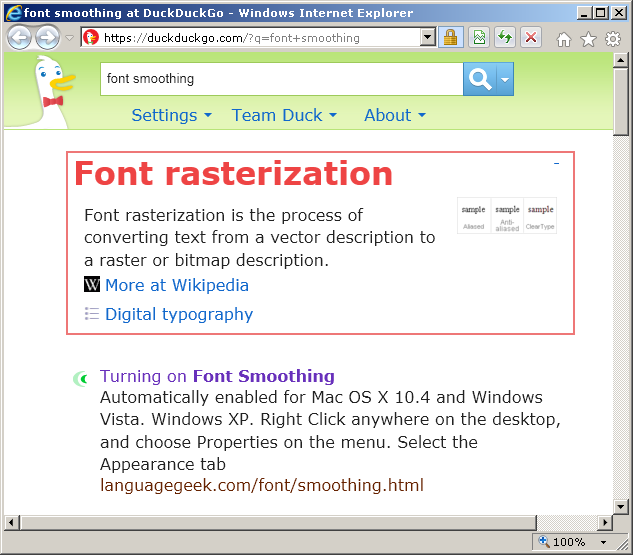 font smoothing at DuckDuckGo - Windows Internet Explorer
https://duckduckgo.com/?q=font+smoothing
font smoothing
Settings Team Duck About
Font rasterization
Font rasterization is the process of
converting text from a vector description to
a raster or bitmap description.
sample sample sample
Aliased Anti-aliased ClearType
W More at Wikipedia
Digital typography
Turning on Font Smoothing
Automatically enabled for Mac OS X 10.4 and Windows
Vista. Windows XP. Right Click anywhere on the desktop,
and choose Properties on the menu. Select the
Appearance tab
languagegeek.com/font/smoothing.html
100%